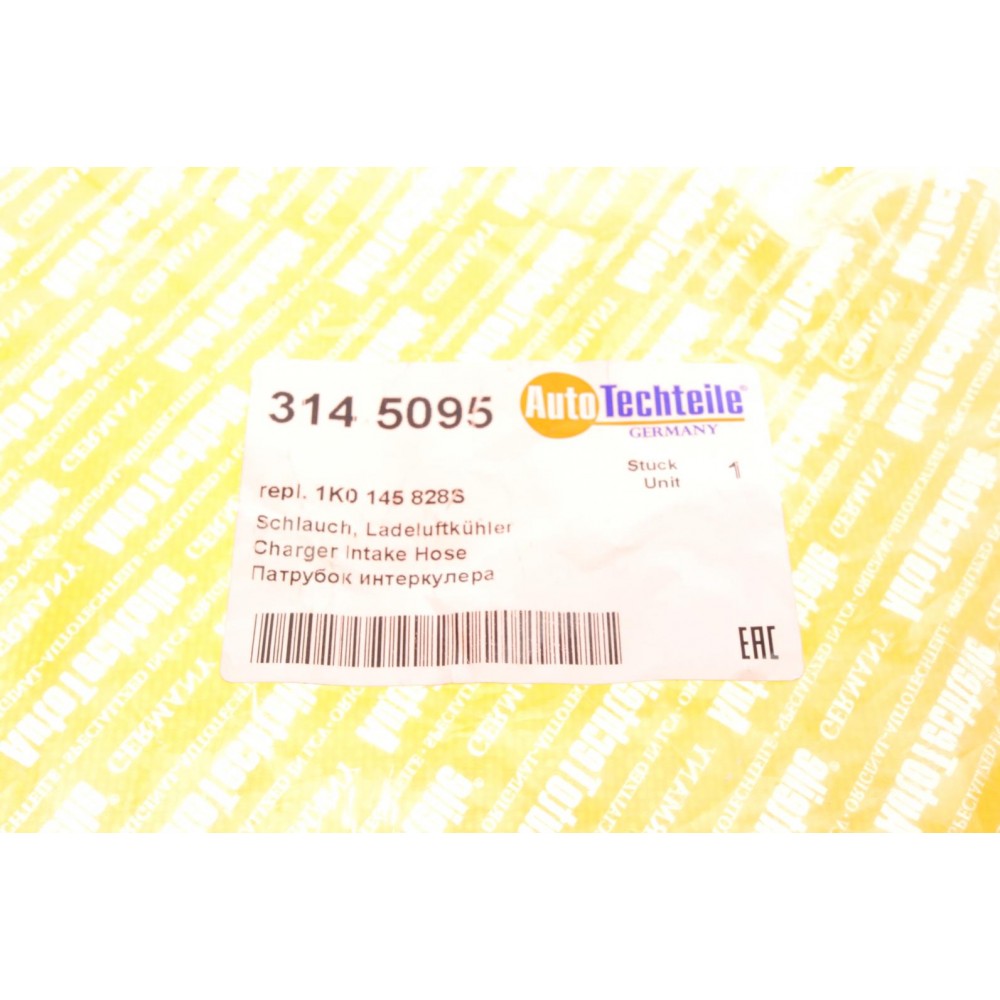 314 5095
AutoTechteile®
GERMANY
Stuck 1
Unit
repl. 1K0 145 828S
Schlauch, Ladeluftkühler
Charger Intake Hose
Патрубок интеркулера
EAC